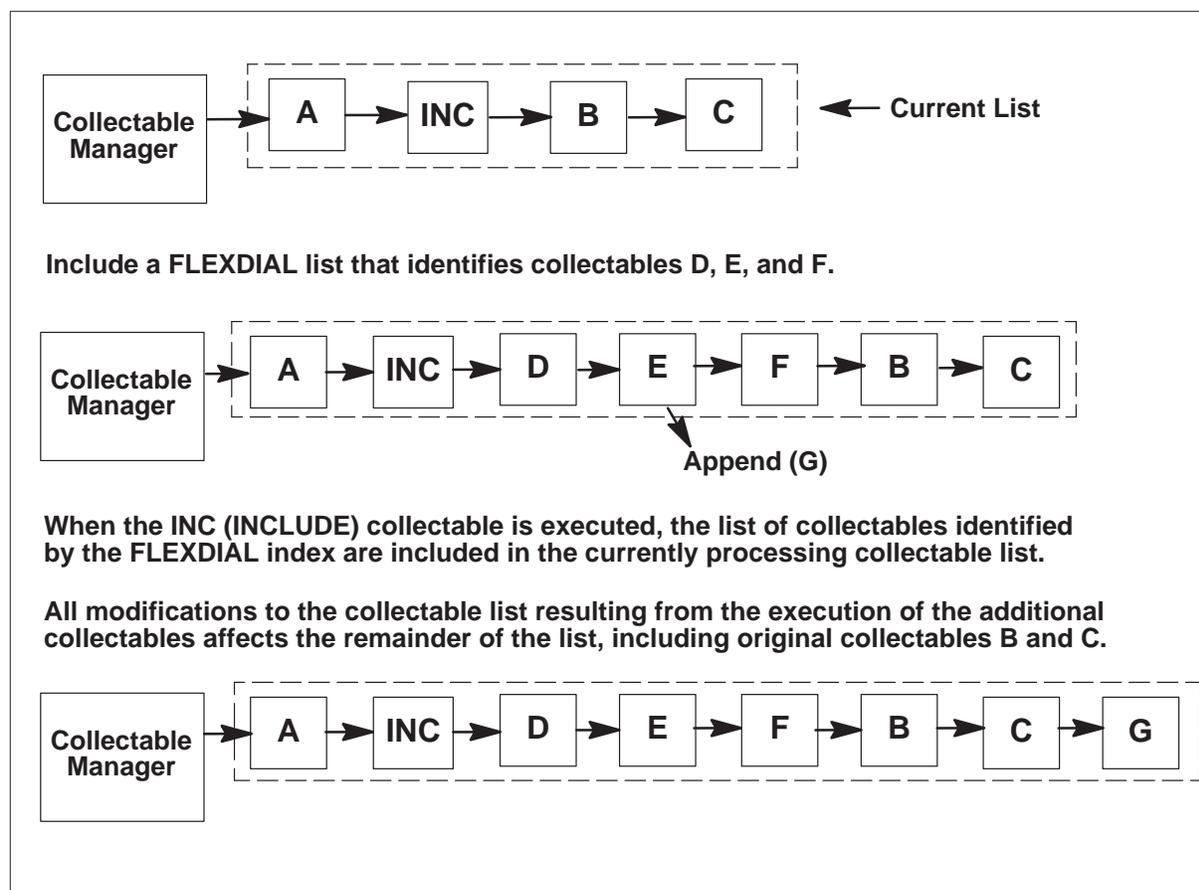 Collectable
Manager
A
INC
B
C
Current List
Include a FLEXDIAL list that identifies collectables D, E, and F.
Collectable
Manager
A
INC
D
E
F
B
C
Append (G)
When the INC (INCLUDE) collectable is executed, the list of collectables identified
by the FLEXDIAL index are included in the currently processing collectable list.
All modifications to the collectable list resulting from the execution of the additional
collectables affects the remainder of the list, including original collectables B and C.
Collectable
Manager
A
INC
D
E
F
B
C
G